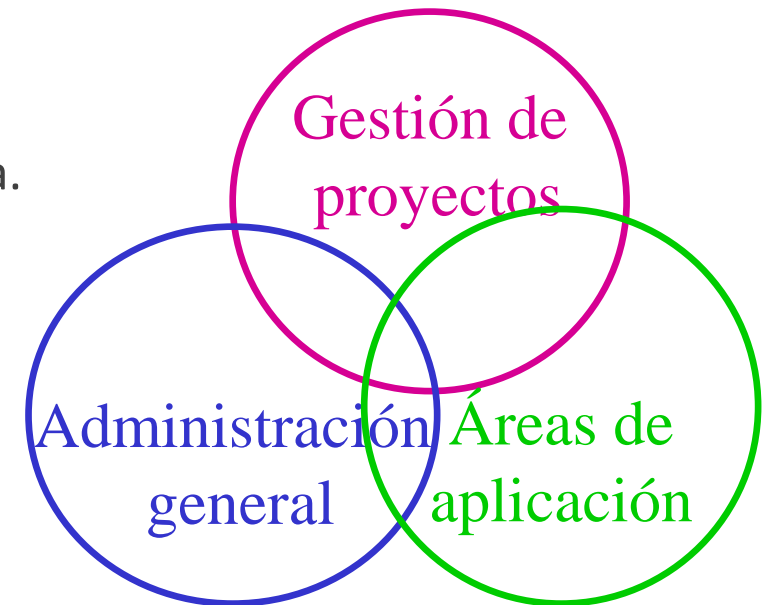 Gestión de
proyectos
a.
Administración
general
Áreas de
aplicación